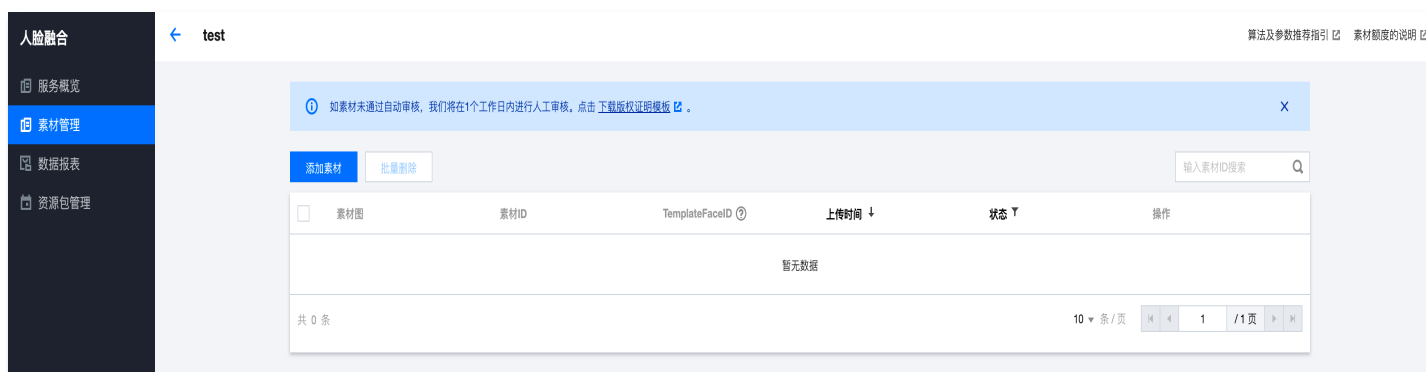 人脸融合
test
算法及参数推荐指引 素材额度的说明
服务概览
素材管理
数据报表
资源包管理
如素材未通过自动审核，我们将在1个工作日内进行人工审核。点击 下载版权证明模板 。
添加素材 批量删除 输入素材ID搜索
素材图 素材ID TemplateFaceID 上传时间 状态 操作
暂无数据
共 0 条 10 条 / 页 1 / 1 页